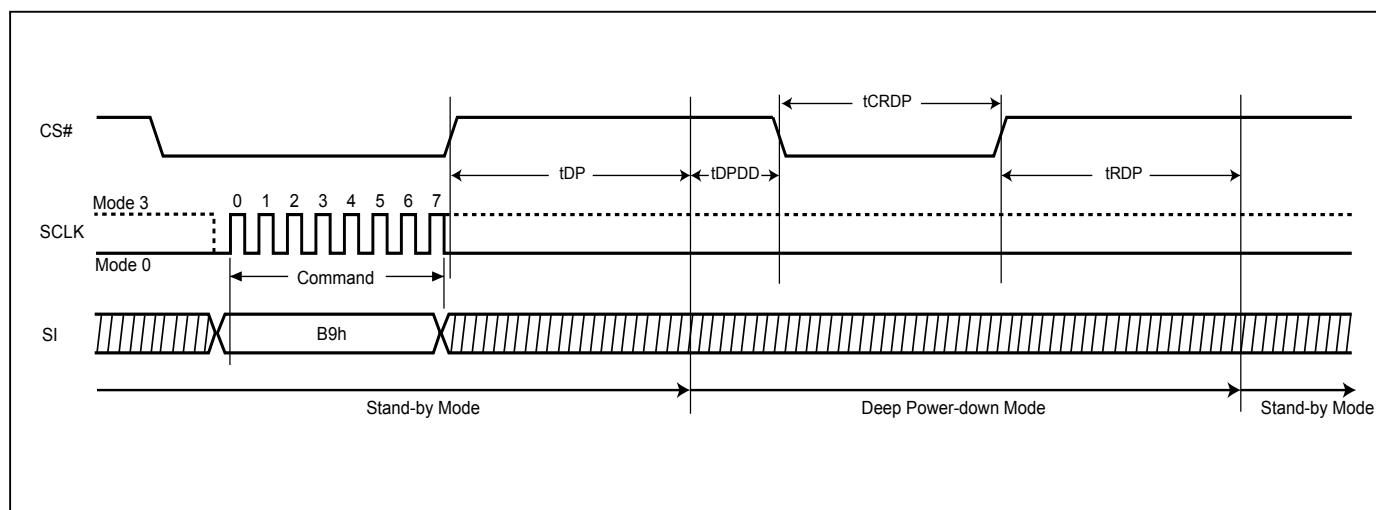 tCRDP
CS#
tDP
tDPDD
tRDP
Mode 3
0 1 2 3 4 5 6 7
SCLK
Mode 0
Command
SI
B9h
Stand-by Mode
Deep Power-down Mode
Stand-by Mode